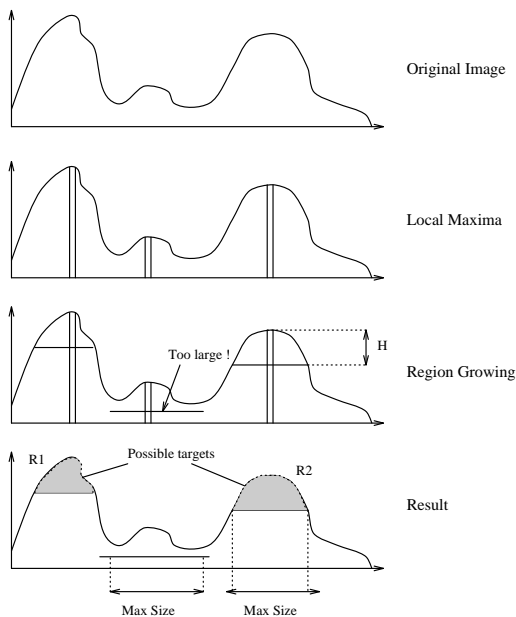 Original Image
Local Maxima
Too large !
H
Region Growing
R1
Possible targets
R2
Result
Max Size
Max Size